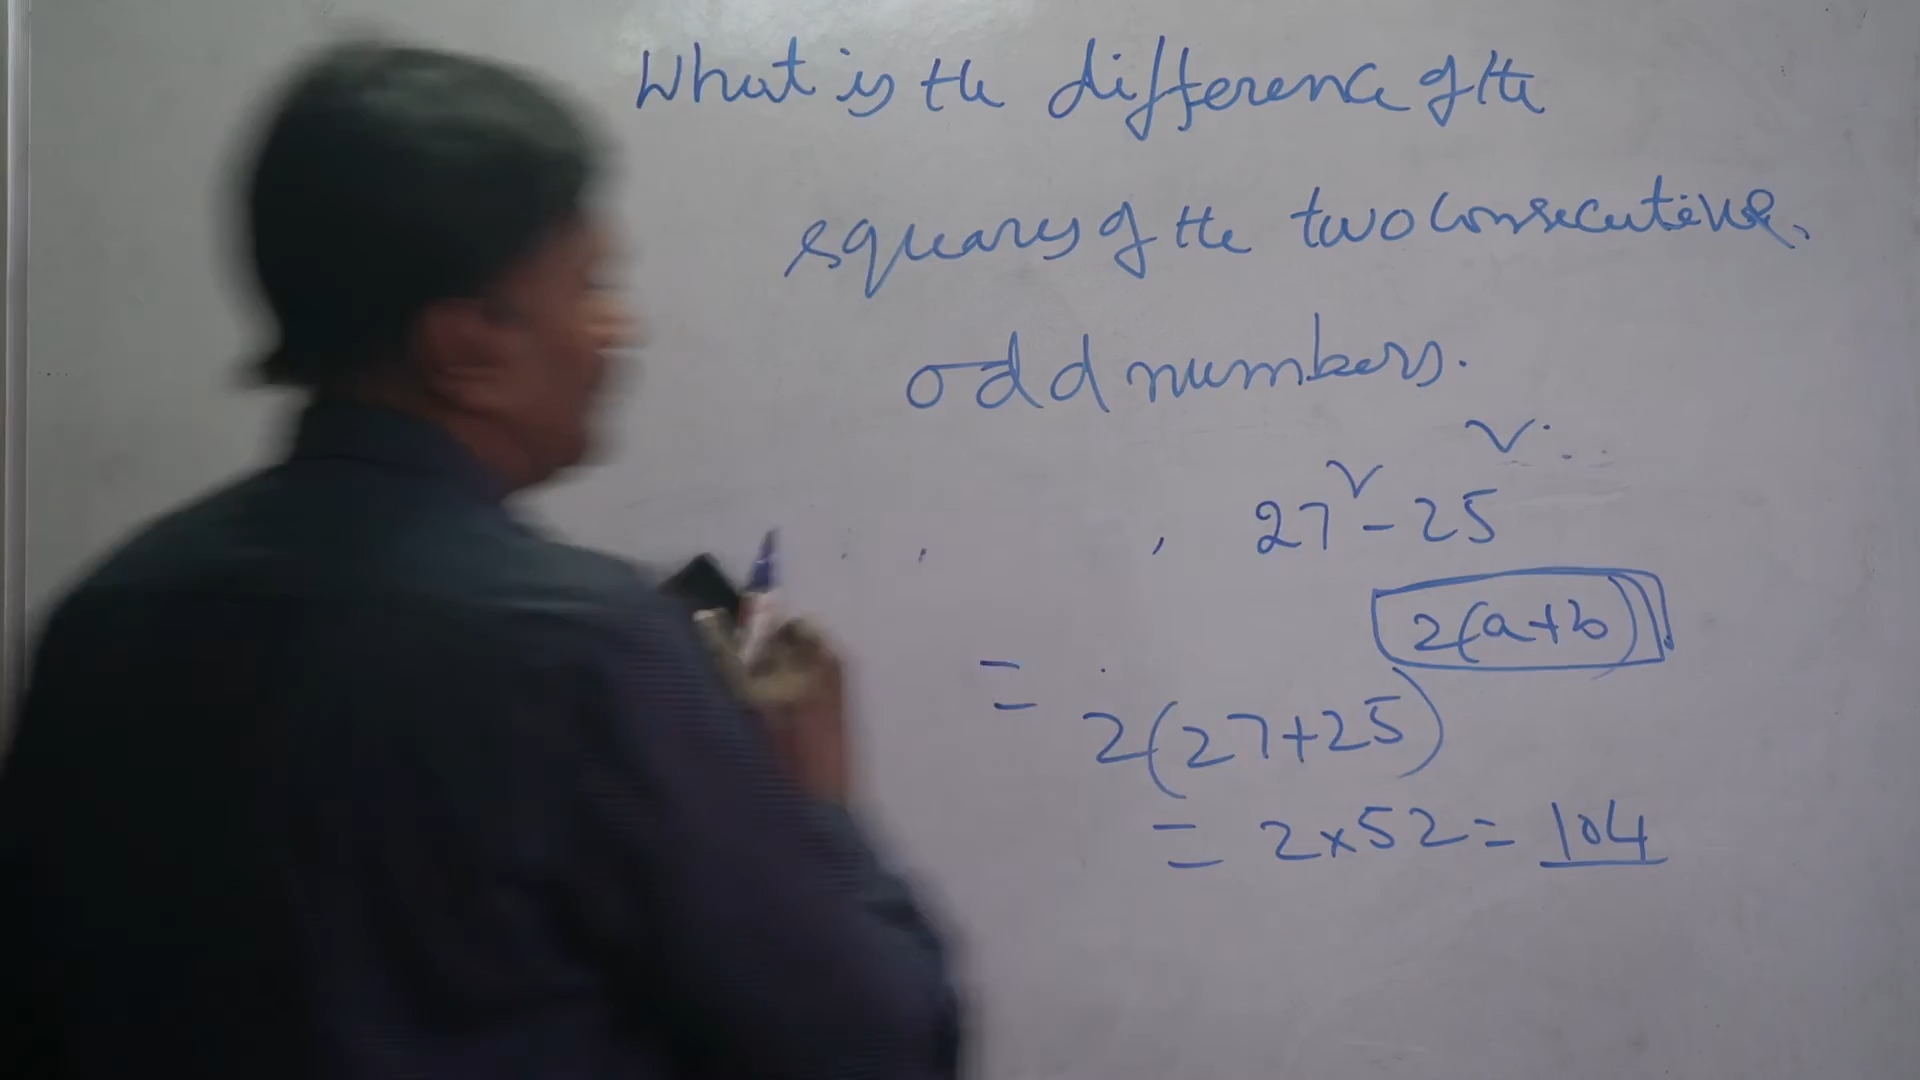 What is the difference of the
squares of the two consecutive
odd numbers.
27² - 25²
2(a+b)
= 2(27+25)
= 2×52 = 104